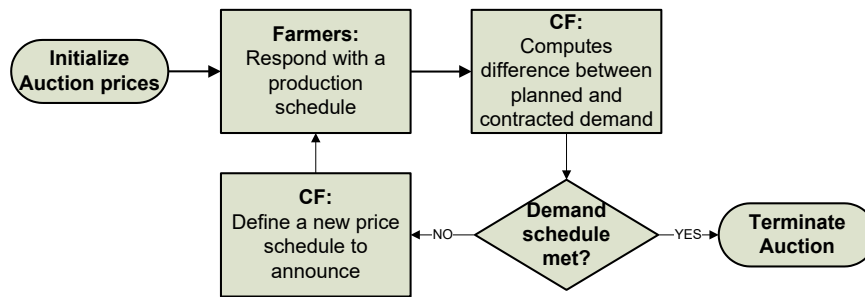 Initialize
Auction prices
Farmers:
Respond with a
production
schedule
CF:
Computes
difference between
planned and
contracted demand
CF:
Define a new price
schedule to
announce
NO
Demand
schedule
met?
YES
Terminate
Auction